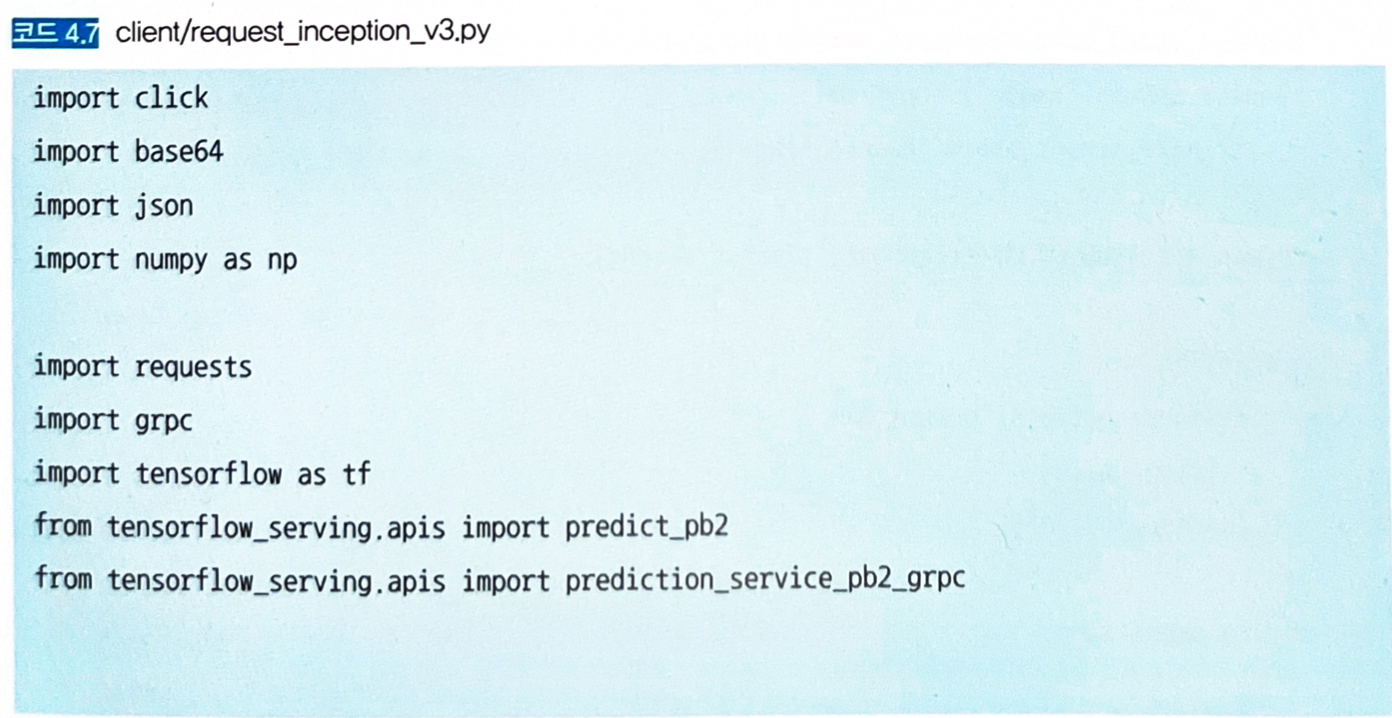 코드 4.7 client/request_inception_v3.py
import click
import base64
import json
import numpy as np
import requests
import grpc
import tensorflow as tf
from tensorflow_serving.apis import predict_pb2
from tensorflow_serving.apis import prediction_service_pb2_grpc